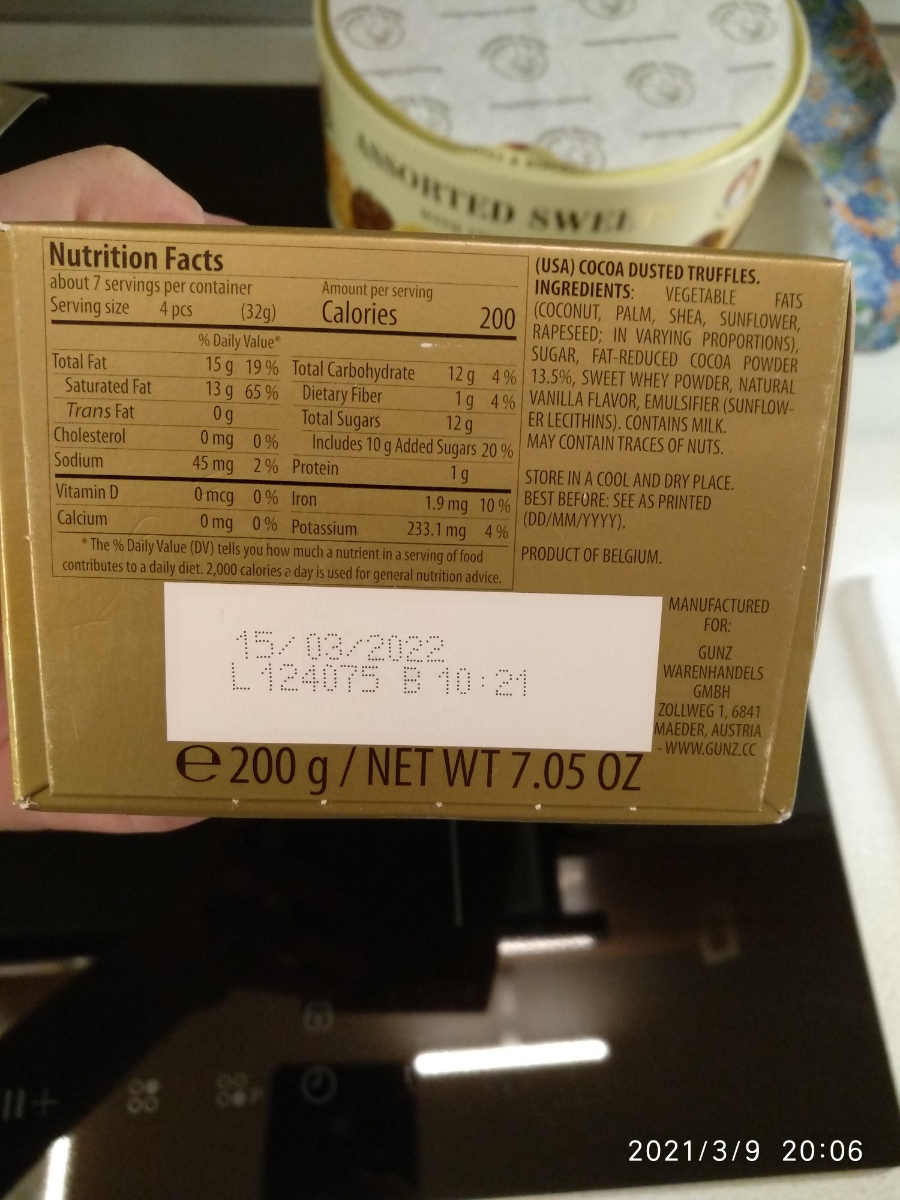 ASSORTED SWEE
Nutrition Facts
about 7 servings per container
Serving size 4 pcs (32g)
Amount per serving
Calories 200
% Daily Value*
Total Fat 15 g 19 %
Saturated Fat 13 g 65 %
Trans Fat 0 g
Cholesterol 0 mg 0 %
Sodium 45 mg 2 %
Total Carbohydrate 12 g 4 %
Dietary Fiber 1 g 4 %
Total Sugars 12 g
Includes 10 g Added Sugars 20 %
Protein 1 g
Vitamin D 0 mcg 0 %
Calcium 0 mg 0 %
Iron 1.9 mg 10 %
Potassium 233.1 mg 4 %
* The % Daily Value (DV) tells you how much a nutrient in a serving of food
contributes to a daily diet. 2,000 calories a day is used for general nutrition advice.
(USA) COCOA DUSTED TRUFFLES.
INGREDIENTS: VEGETABLE FATS
(COCONUT, PALM, SHEA, SUNFLOWER,
RAPESEED; IN VARYING PROPORTIONS),
SUGAR, FAT-REDUCED COCOA POWDER
13.5%, SWEET WHEY POWDER, NATURAL
VANILLA FLAVOR, EMULSIFIER (SUNFLOW-
ER LECITHINS). CONTAINS MILK.
MAY CONTAIN TRACES OF NUTS.
STORE IN A COOL AND DRY PLACE.
BEST BEFORE: SEE AS PRINTED
(DD/MM/YYYY).
PRODUCT OF BELGIUM.
MANUFACTURED
FOR:
GUNZ
WARENHANDELS
GMBH
ZOLLWEG 1, 6841
MAEDER, AUSTRIA
- WWW.GUNZ.CC
15/03/2022
L 124075 B 10:21
e 200 g / NET WT 7.05 OZ
2021/3/9 20:06